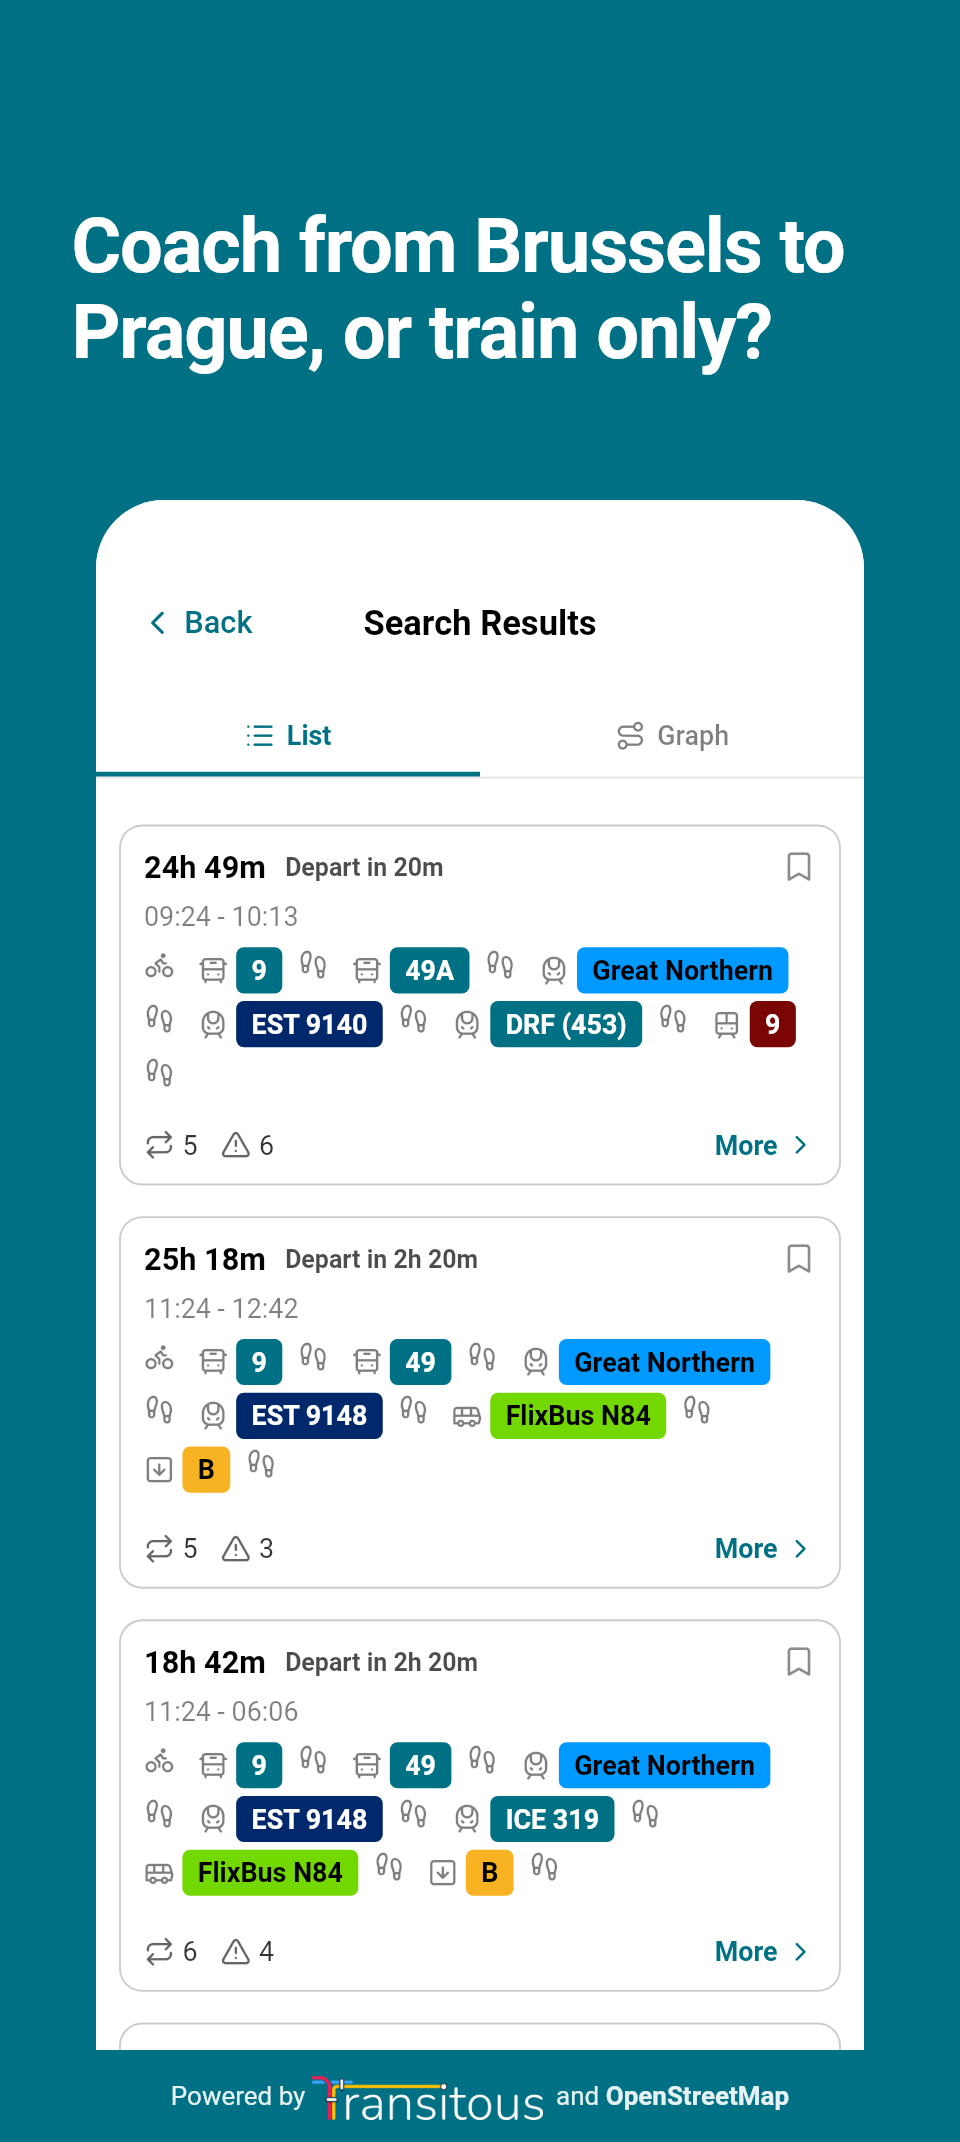 Coach from Brussels to
Prague, or train only?
Back
Search Results
List
Graph
24h 49m Depart in 20m
09:24 - 10:13
9 49A Great Northern
EST 9140 DRF (453) 9
5 6 More
25h 18m Depart in 2h 20m
11:24 - 12:42
9 49 Great Northern
EST 9148 FlixBus N84
B
5 3 More
18h 42m Depart in 2h 20m
11:24 - 06:06
9 49 Great Northern
EST 9148 ICE 319
FlixBus N84 B
6 4 More
Powered by Transitous and OpenStreetMap